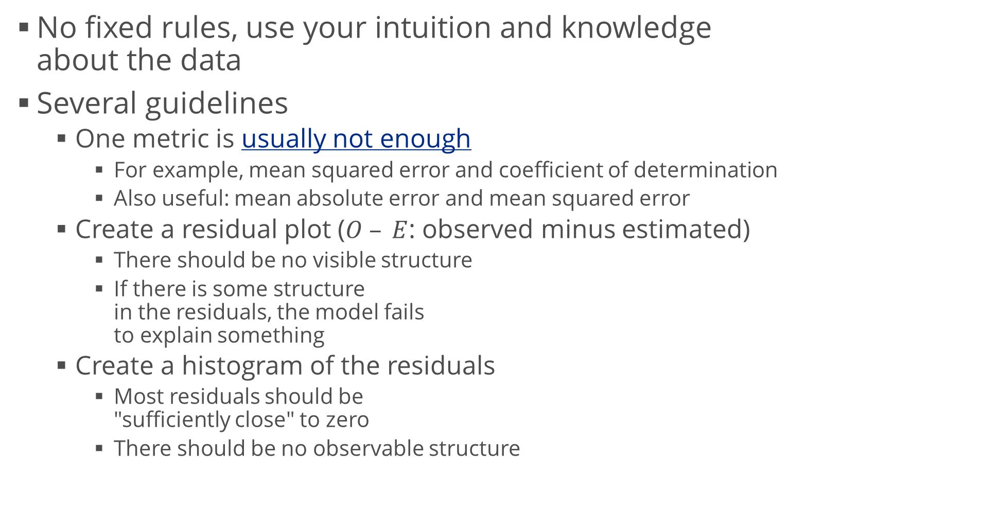 ▪ No fixed rules, use your intuition and knowledge
about the data
▪ Several guidelines
▪ One metric is usually not enough
▪ For example, mean squared error and coefficient of determination
▪ Also useful: mean absolute error and mean squared error
▪ Create a residual plot (O – E: observed minus estimated)
▪ There should be no visible structure
▪ If there is some structure
in the residuals, the model fails
to explain something
▪ Create a histogram of the residuals
▪ Most residuals should be
"sufficiently close" to zero
▪ There should be no observable structure